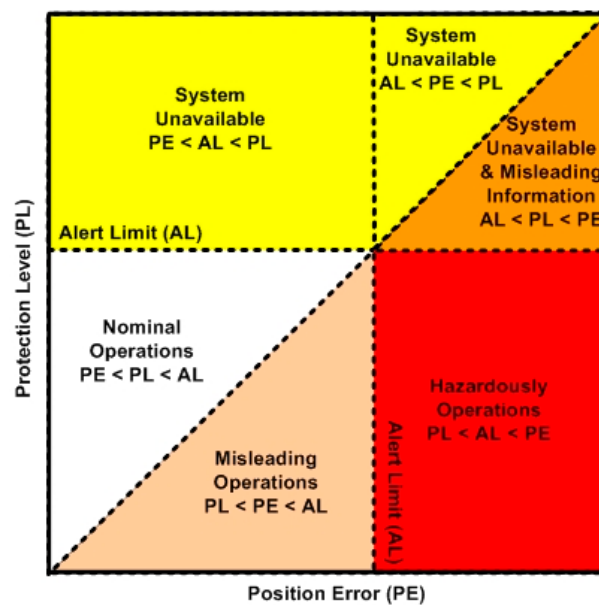 System
Unavailable
AL < PE < PL
System
Unavailable
PE < AL < PL
System
Unavailable
& Misleading
Information
AL < PL < PE
Alert Limit (AL)
Protection Level (PL)
Nominal
Operations
PE < PL < AL
Hazardously
Operations
PL < AL < PE
Alert Limit (AL)
Misleading
Operations
PL < PE < AL
Position Error (PE)